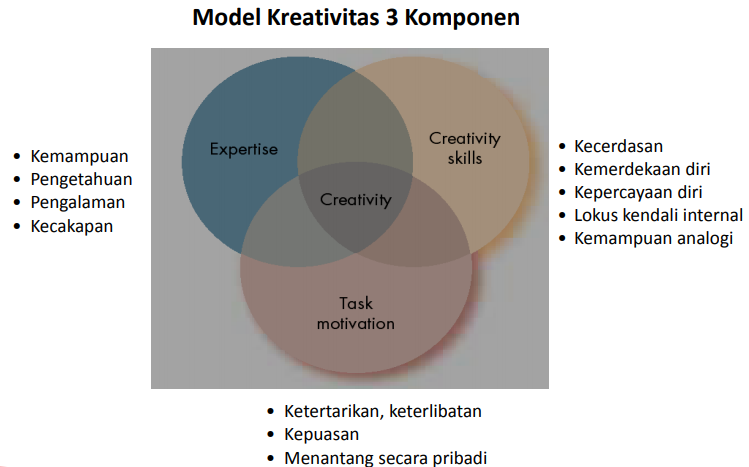 Model Kreativitas 3 Komponen
• Kemampuan
• Pengetahuan
• Pengalaman
• Kecakapan
Expertise
Creativity
skills
Creativity
Task
motivation
• Kecerdasan
• Kemerdekaan diri
• Kepercayaan diri
• Lokus kendali internal
• Kemampuan analogi
• Ketertarikan, keterlibatan
• Kepuasan
• Menantang secara pribadi